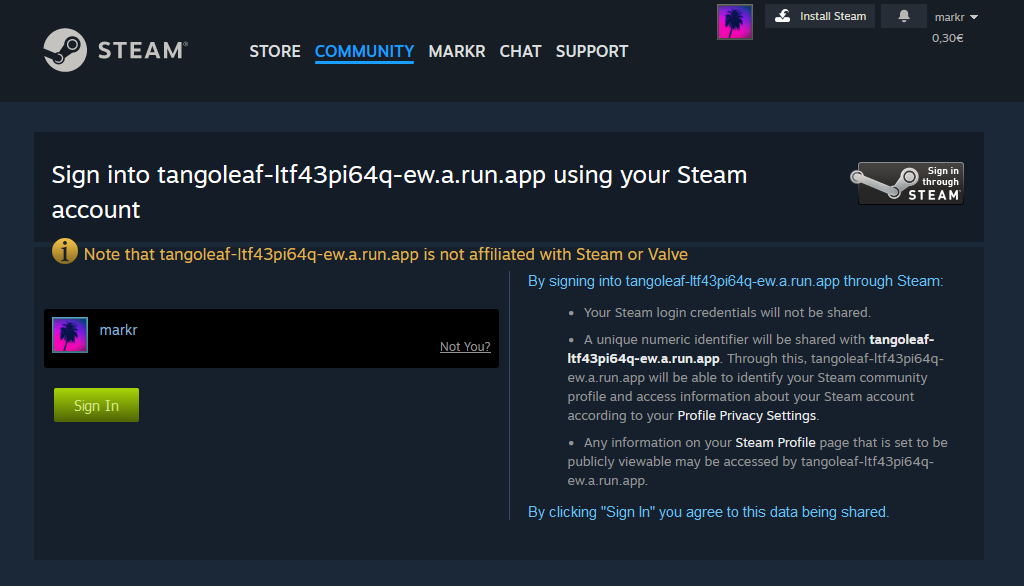 STEAM®
STORE COMMUNITY MARKR CHAT SUPPORT
Install Steam
markr
0,30€
Sign into tangoleaf-ltf43pi64q-ew.a.run.app using your Steam
account
Sign in
through
STEAM
Note that tangoleaf-ltf43pi64q-ew.a.run.app is not affiliated with Steam or Valve
markr
Not You?
Sign In
By signing into tangoleaf-ltf43pi64q-ew.a.run.app through Steam:
• Your Steam login credentials will not be shared.
• A unique numeric identifier will be shared with tangoleaf-
ltf43pi64q-ew.a.run.app. Through this, tangoleaf-ltf43pi64q-
ew.a.run.app will be able to identify your Steam community
profile and access information about your Steam account
according to your Profile Privacy Settings.
• Any information on your Steam Profile page that is set to be
publicly viewable may be accessed by tangoleaf-ltf43pi64q-
ew.a.run.app.
By clicking "Sign In" you agree to this data being shared.